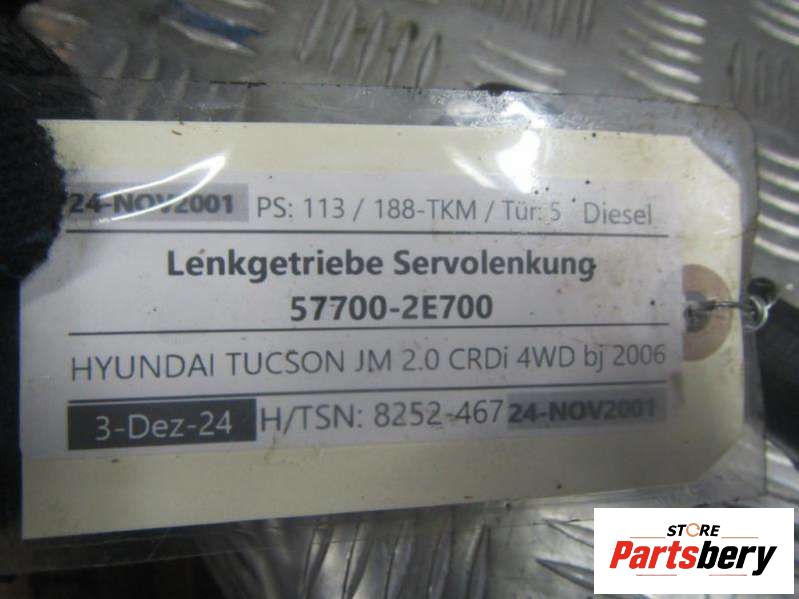 24-NOV2001 PS: 113 / 188-TKM / Tür: 5 Diesel
Lenkgetriebe Servolenkung
57700-2E700
HYUNDAI TUCSON JM 2.0 CRDi 4WD bj 2006
3-Dez-24 H/TSN: 8252-467 24-NOV2001
STORE
Partsbery